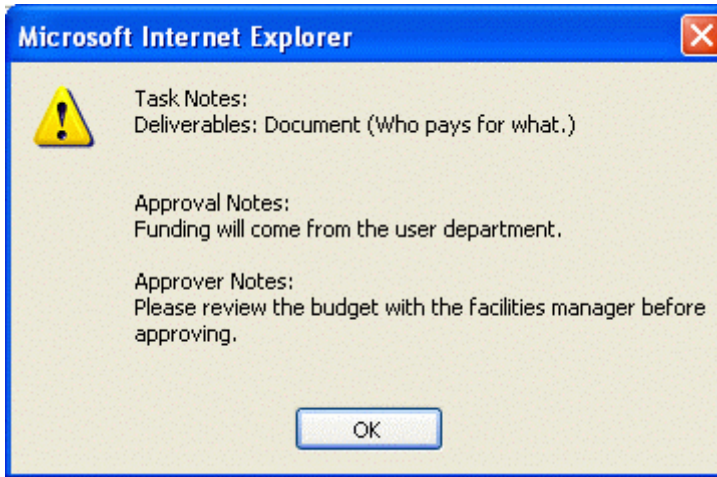 Microsoft Internet Explorer
Task Notes:
Deliverables: Document (Who pays for what.)
Approval Notes:
Funding will come from the user department.
Approver Notes:
Please review the budget with the facilities manager before
approving.
OK